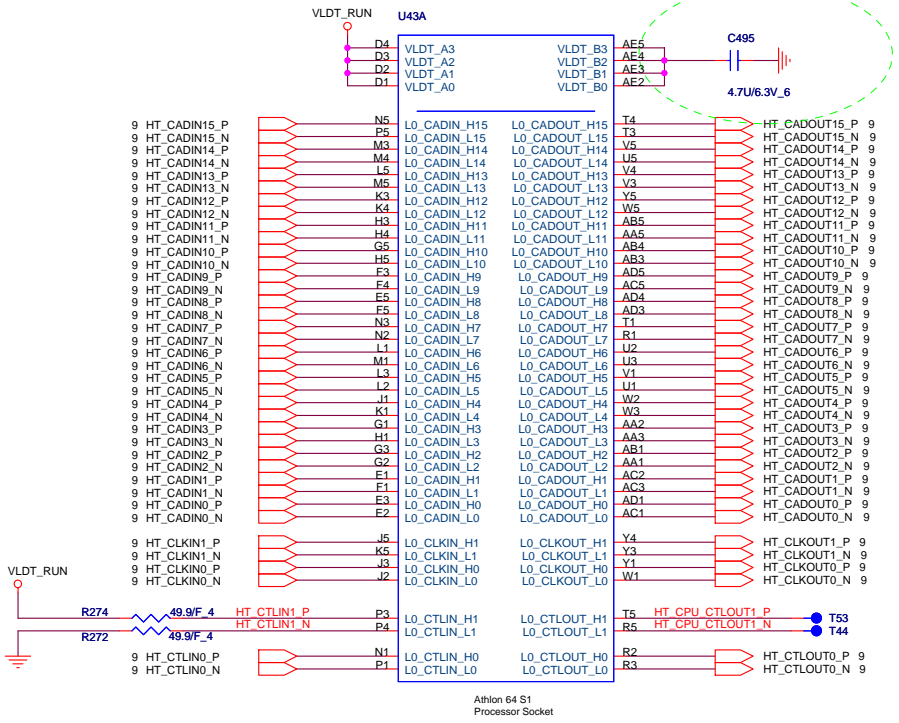 VLDT_RUN U43A
C495
4.7U/6.3V_6
D4 VLDT_A3 VLDT_B3 AE5
D3 VLDT_A2 VLDT_B2 AE4
D2 VLDT_A1 VLDT_B1 AE3
D1 VLDT_A0 VLDT_B0 AE2
9 HT_CADIN15_P N5 L0_CADIN_H15 L0_CADOUT_H15 T4 HT_CADOUT15_P 9
9 HT_CADIN15_N P5 L0_CADIN_L15 L0_CADOUT_L15 T3 HT_CADOUT15_N 9
9 HT_CADIN14_P M3 L0_CADIN_H14 L0_CADOUT_H14 V5 HT_CADOUT14_P 9
9 HT_CADIN14_N M4 L0_CADIN_L14 L0_CADOUT_L14 U5 HT_CADOUT14_N 9
9 HT_CADIN13_P L5 L0_CADIN_H13 L0_CADOUT_H13 V4 HT_CADOUT13_P 9
9 HT_CADIN13_N M5 L0_CADIN_L13 L0_CADOUT_L13 V3 HT_CADOUT13_N 9
9 HT_CADIN12_P K3 L0_CADIN_H12 L0_CADOUT_H12 Y5 HT_CADOUT12_P 9
9 HT_CADIN12_N K4 L0_CADIN_L12 L0_CADOUT_L12 W5 HT_CADOUT12_N 9
9 HT_CADIN11_P H3 L0_CADIN_H11 L0_CADOUT_H11 AB5 HT_CADOUT11_P 9
9 HT_CADIN11_N H4 L0_CADIN_L11 L0_CADOUT_L11 AA5 HT_CADOUT11_N 9
9 HT_CADIN10_P G5 L0_CADIN_H10 L0_CADOUT_H10 AB4 HT_CADOUT10_P 9
9 HT_CADIN10_N H5 L0_CADIN_L10 L0_CADOUT_L10 AB3 HT_CADOUT10_N 9
9 HT_CADIN9_P F3 L0_CADIN_H9 L0_CADOUT_H9 AD5 HT_CADOUT9_P 9
9 HT_CADIN9_N F4 L0_CADIN_L9 L0_CADOUT_L9 AC5 HT_CADOUT9_N 9
9 HT_CADIN8_P E5 L0_CADIN_H8 L0_CADOUT_H8 AD4 HT_CADOUT8_P 9
9 HT_CADIN8_N F5 L0_CADIN_L8 L0_CADOUT_L8 AD3 HT_CADOUT8_N 9
9 HT_CADIN7_P N3 L0_CADIN_H7 L0_CADOUT_H7 T1 HT_CADOUT7_P 9
9 HT_CADIN7_N N2 L0_CADIN_L7 L0_CADOUT_L7 R1 HT_CADOUT7_N 9
9 HT_CADIN6_P L1 L0_CADIN_H6 L0_CADOUT_H6 U2 HT_CADOUT6_P 9
9 HT_CADIN6_N M1 L0_CADIN_L6 L0_CADOUT_L6 U3 HT_CADOUT6_N 9
9 HT_CADIN5_P L3 L0_CADIN_H5 L0_CADOUT_H5 V1 HT_CADOUT5_P 9
9 HT_CADIN5_N L2 L0_CADIN_L5 L0_CADOUT_L5 U1 HT_CADOUT5_N 9
9 HT_CADIN4_P J1 L0_CADIN_H4 L0_CADOUT_H4 W2 HT_CADOUT4_P 9
9 HT_CADIN4_N K1 L0_CADIN_L4 L0_CADOUT_L4 W3 HT_CADOUT4_N 9
9 HT_CADIN3_P G1 L0_CADIN_H3 L0_CADOUT_H3 AA2 HT_CADOUT3_P 9
9 HT_CADIN3_N H1 L0_CADIN_L3 L0_CADOUT_L3 AA3 HT_CADOUT3_N 9
9 HT_CADIN2_P G3 L0_CADIN_H2 L0_CADOUT_H2 AB1 HT_CADOUT2_P 9
9 HT_CADIN2_N G2 L0_CADIN_L2 L0_CADOUT_L2 AA1 HT_CADOUT2_N 9
9 HT_CADIN1_P E1 L0_CADIN_H1 L0_CADOUT_H1 AC2 HT_CADOUT1_P 9
9 HT_CADIN1_N F1 L0_CADIN_L1 L0_CADOUT_L1 AC3 HT_CADOUT1_N 9
9 HT_CADIN0_P E3 L0_CADIN_H0 L0_CADOUT_H0 AD1 HT_CADOUT0_P 9
9 HT_CADIN0_N E2 L0_CADIN_L0 L0_CADOUT_L0 AC1 HT_CADOUT0_N 9
9 HT_CLKIN1_P J5 L0_CLKIN_H1 L0_CLKOUT_H1 Y4 HT_CLKOUT1_P 9
9 HT_CLKIN1_N K5 L0_CLKIN_L1 L0_CLKOUT_L1 Y3 HT_CLKOUT1_N 9
9 HT_CLKIN0_P J3 L0_CLKIN_H0 L0_CLKOUT_H0 Y1 HT_CLKOUT0_P 9
9 HT_CLKIN0_N J2 L0_CLKIN_L0 L0_CLKOUT_L0 W1 HT_CLKOUT0_N 9
VLDT_RUN
R274 49.9/F_4 HT_CTLIN1_P P3 L0_CTLIN_H1 L0_CTLOUT_H1 T5 HT_CPU_CTLOUT1_P T53
R272 49.9/F_4 HT_CTLIN1_N P4 L0_CTLIN_L1 L0_CTLOUT_L1 R5 HT_CPU_CTLOUT1_N T44
9 HT_CTLIN0_P N1 L0_CTLIN_H0 L0_CTLOUT_H0 R2 HT_CTLOUT0_P 9
9 HT_CTLIN0_N P1 L0_CTLIN_L0 L0_CTLOUT_L0 R3 HT_CTLOUT0_N 9
Athlon 64 S1
Processor Socket